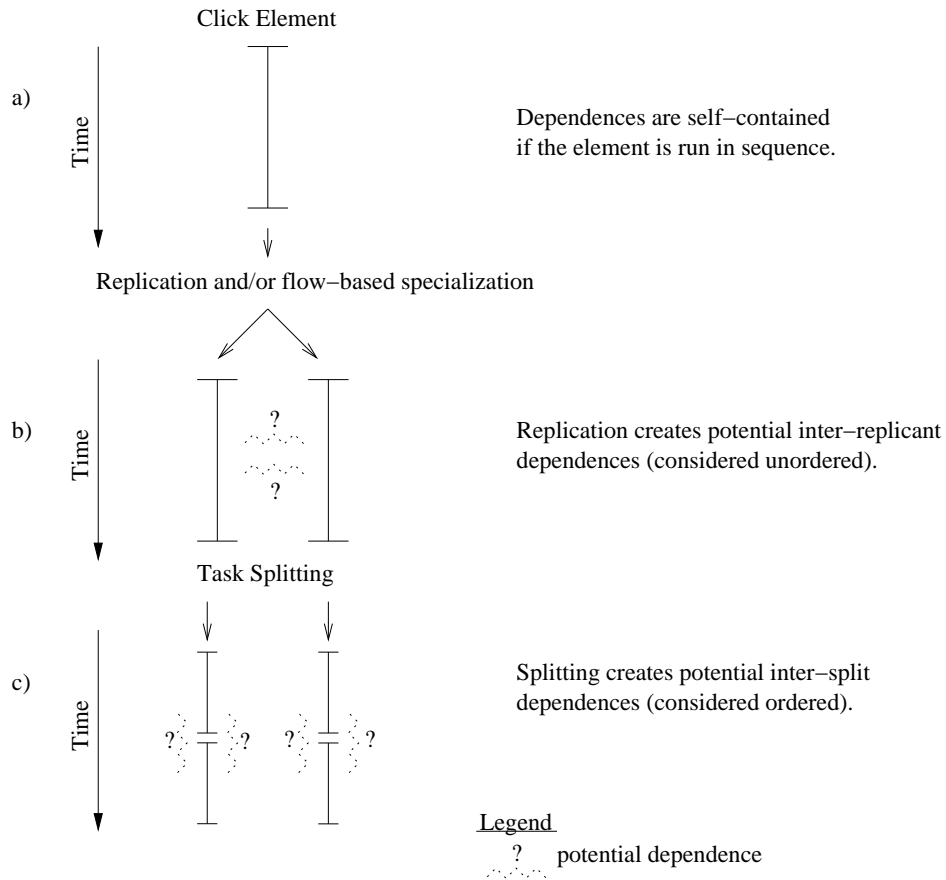 Click Element
a)
Time
Dependences are self−contained
if the element is run in sequence.
Replication and/or flow−based specialization
b)
Time
?
?
Replication creates potential inter−replicant
dependences (considered unordered).
Task Splitting
c)
Time
? ? ? ?
Splitting creates potential inter−split
dependences (considered ordered).
Legend
? potential dependence